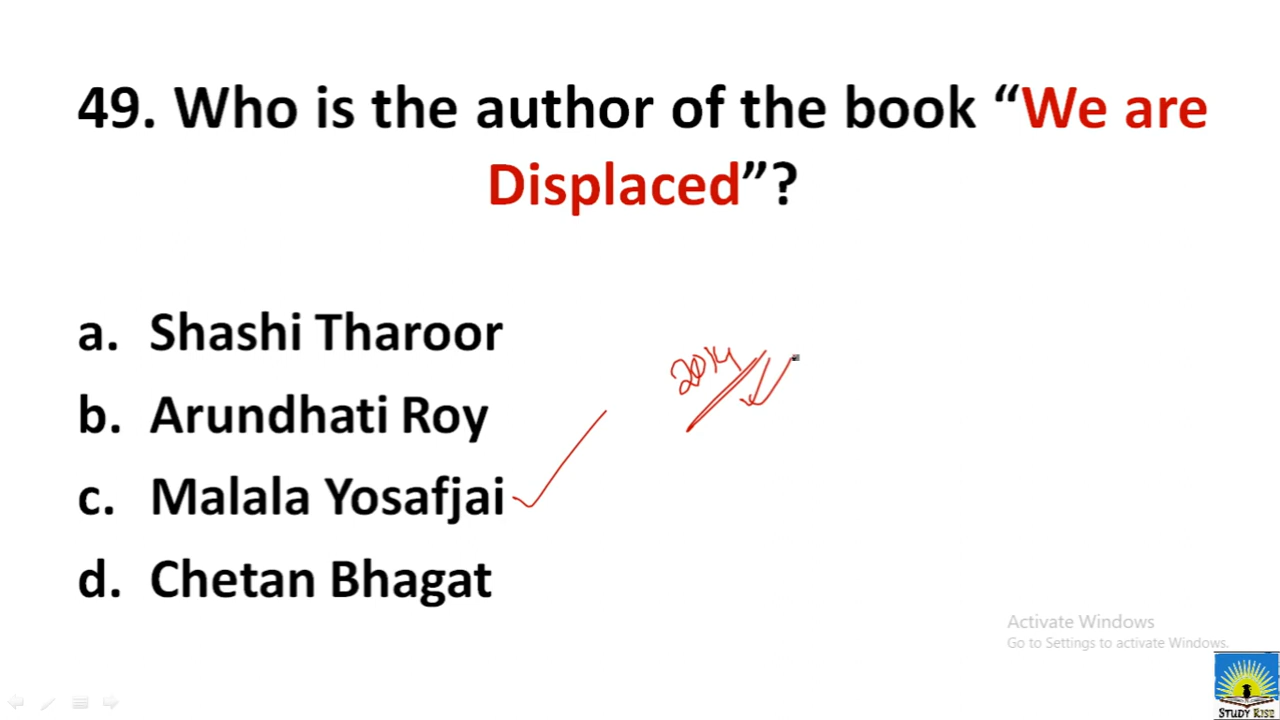 49. Who is the author of the book “We are
Displaced”?
a. Shashi Tharoor
2014
b. Arundhati Roy
c. Malala Yosafjai
d. Chetan Bhagat
Activate Windows
Go to Settings to activate Windows.
STUDY RISE